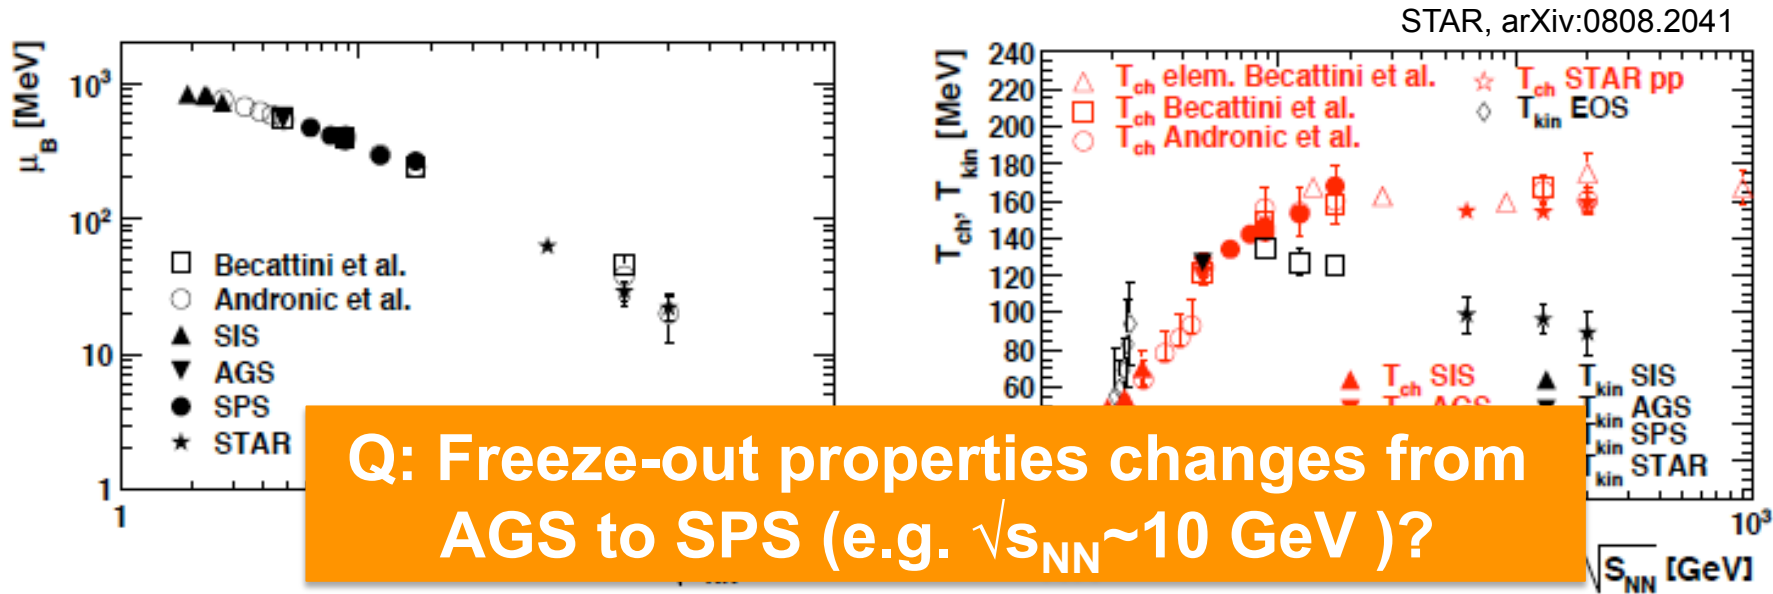 STAR, arXiv:0808.2041
μB [MeV]
10³
10²
10
1
1
Becattini et al.
Andronic et al.
SIS
AGS
SPS
STAR
Tch, Tkin [MeV]
240
220
200
180
160
140
120
100
80
60
Tch elem. Becattini et al.
Tch Becattini et al.
Tch Andronic et al.
Tch STAR pp
Tkin EOS
Tch SIS
Tkin SIS
Tkin AGS
Tkin SPS
Tkin STAR
10³
√SNN [GeV]
Q: Freeze-out properties changes from
AGS to SPS (e.g. √sNN~10 GeV )?